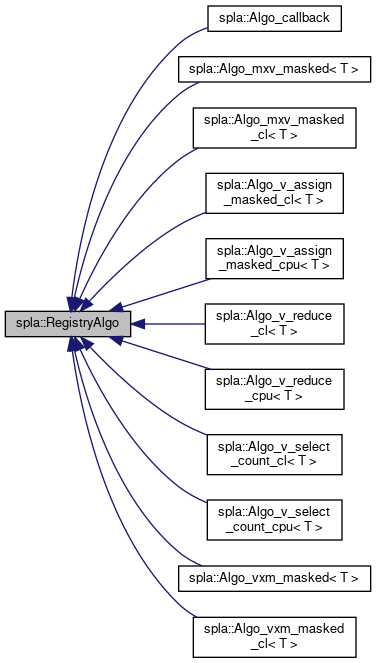 spla::Algo_callback
spla::Algo_mxv_masked< T >
spla::Algo_mxv_masked
_cl< T >
spla::Algo_v_assign
_masked_cl< T >
spla::Algo_v_assign
_masked_cpu< T >
spla::RegistryAlgo
spla::Algo_v_reduce
_cl< T >
spla::Algo_v_reduce
_cpu< T >
spla::Algo_v_select
_count_cl< T >
spla::Algo_v_select
_count_cpu< T >
spla::Algo_vxm_masked< T >
spla::Algo_vxm_masked
_cl< T >